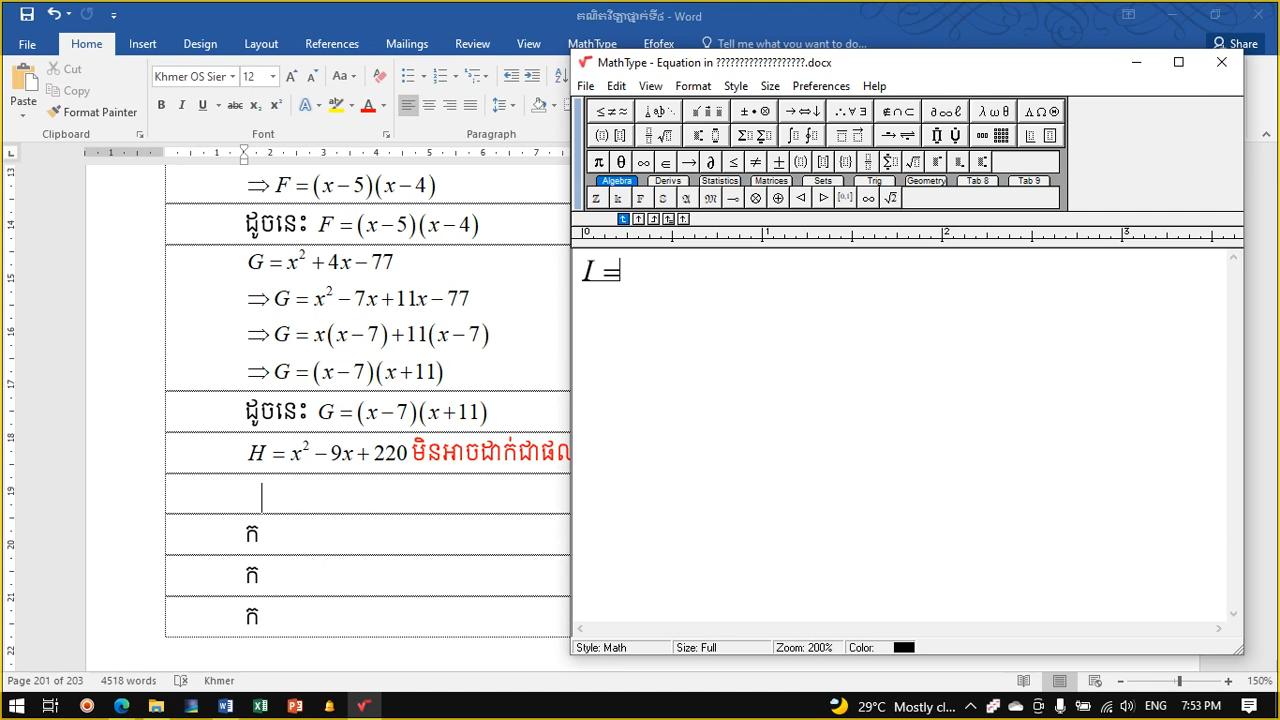 គណិតវិទ្យាថ្នាក់ទី៨ - Word
File Home Insert Design Layout References Mailings Review View MathType Efofex Tell me what you want to do... Share
MathType - Equation in ???????????????????.docx
File Edit View Format Style Size Preferences Help
Paste
Cut
Copy
Format Painter
Clipboard
Khmer OS Sier 12
Font
Paragraph
Algebra Derivs Statistics Matrices Sets Trig Geometry Tab 8 Tab 9
⇒ F = (x − 5)(x − 4)
ដូចនេះ F = (x − 5)(x − 4)
G = x² + 4x − 77
⇒ G = x² − 7x + 11x − 77
⇒ G = x(x − 7) + 11(x − 7)
⇒ G = (x − 7)(x + 11)
ដូចនេះ G = (x − 7)(x + 11)
H = x² − 9x + 220 មិនអាចដាក់ជាផល
ក
ក
ក
I =
Style: Math Size: Full Zoom: 200% Color:
Page 201 of 203 4518 words Khmer 150%
29°C Mostly cl... ENG 7:53 PM